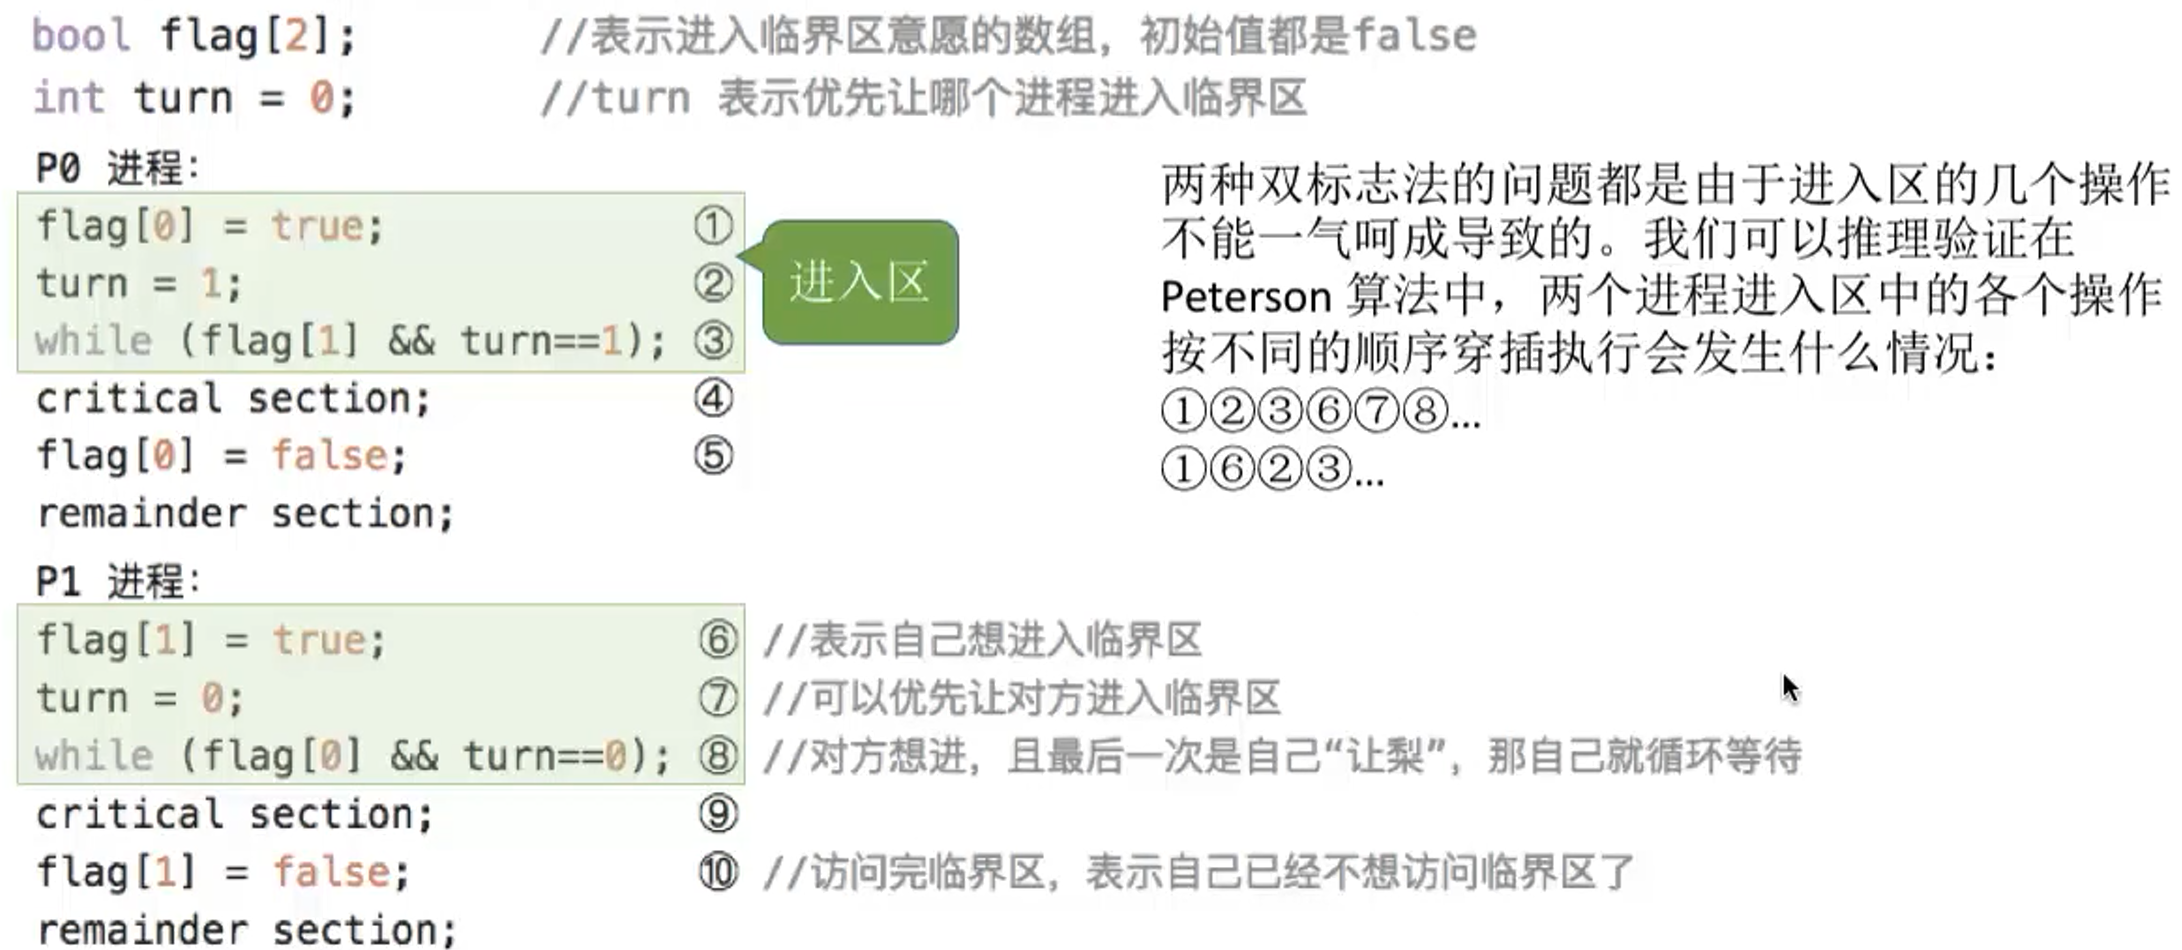 bool flag[2]; //表示进入临界区意愿的数组，初始值都是false
int turn = 0; //turn 表示优先让哪个进程进入临界区
P0 进程：
flag[0] = true; ①
turn = 1; ②
while (flag[1] && turn==1); ③
进入区
critical section; ④
flag[0] = false; ⑤
remainder section;
P1 进程：
flag[1] = true; ⑥ //表示自己想进入临界区
turn = 0; ⑦ //可以优先让对方进入临界区
while (flag[0] && turn==0); ⑧ //对方想进，且最后一次是自己“让梨”，那自己就循环等待
critical section; ⑨
flag[1] = false; ⑩ //访问完临界区，表示自己已经不想访问临界区了
remainder section;
两种双标志法的问题都是由于进入区的几个操作
不能一气呵成导致的。我们可以推理验证在
Peterson 算法中，两个进程进入区中的各个操作
按不同的顺序穿插执行会发生什么情况：
①②③⑥⑦⑧...
①⑥②③...